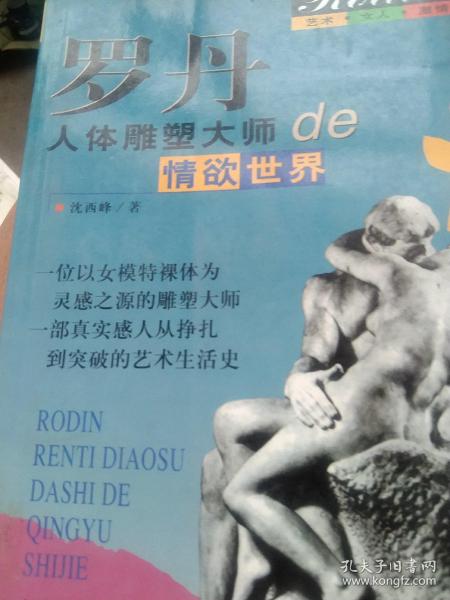 艺术 女人 激情
罗丹
人体雕塑大师 de
情欲世界
沈西峰/著
一位以女模特裸体为
灵感之源的雕塑大师
一部真实感人从挣扎
到突破的艺术生活史
RODIN
RENTI DIAOSU
DASHI DE
QINGYU
SHIJIE
孔夫子旧书网
www.kongfz.com